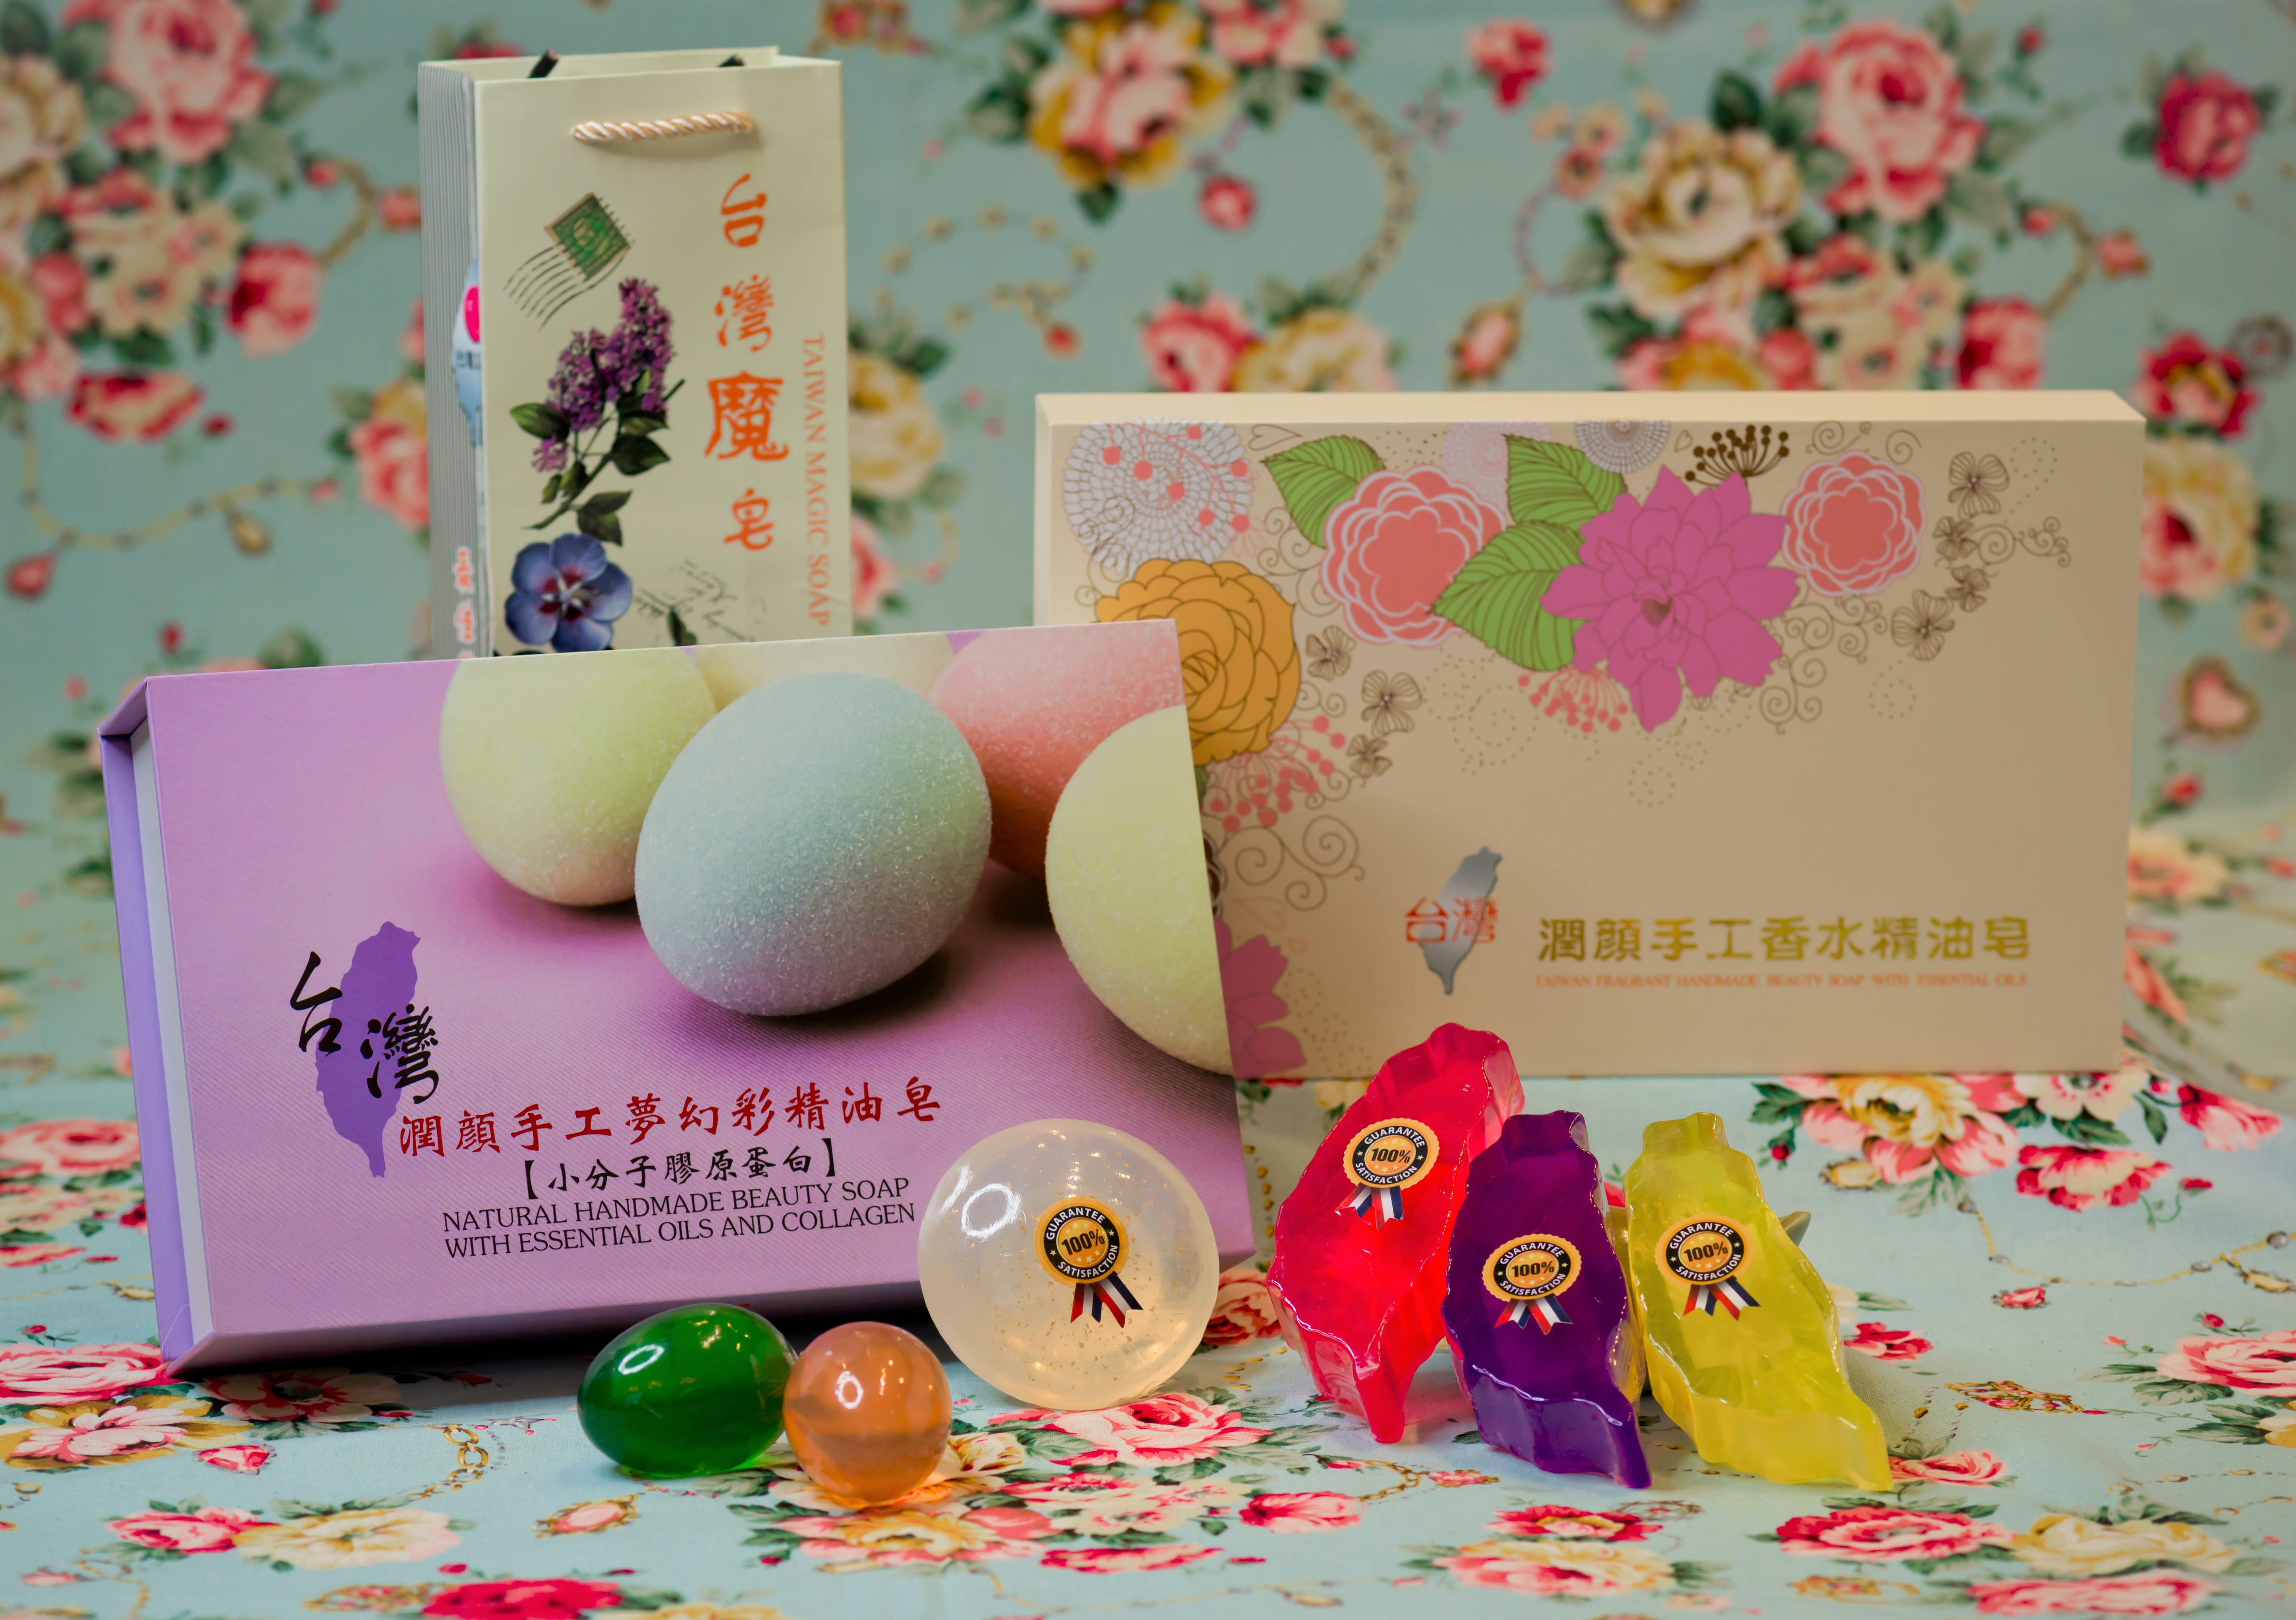 台灣魔皂
TAIWAN MAGIC SOAP
台灣
潤顔手工香水精油皂
TAIWAN FRAGRANT HANDMADE BEAUTY SOAP WITH ESSENTIAL OILS
台灣
潤顔手工夢幻彩精油皂
【小分子膠原蛋白】
NATURAL HANDMADE BEAUTY SOAP
WITH ESSENTIAL OILS AND COLLAGEN
GUARANTEE
100%
SATISFACTION
GUARANTEE
100%
SATISFACTION
GUARANTEE
100%
SATISFACTION
GUARANTEE
100%
SATISFACTION